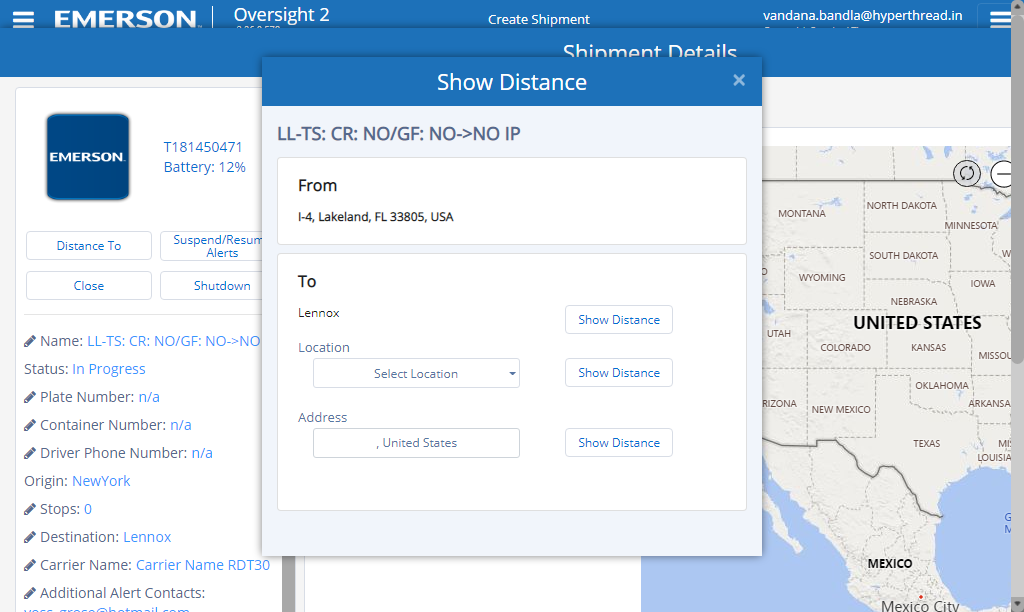 EMERSON
Oversight 2
Create Shipment
vandana.bandla@hyperthread.in
Shipment Details
Show Distance
×
LL-TS: CR: NO/GF: NO->NO IP
From
I-4, Lakeland, FL 33805, USA
To
Lennox
Show Distance
Location
Select Location
Show Distance
Address
, United States
Show Distance
EMERSON
T181450471
Battery: 12%
Distance To
Suspend/Resum
Alerts
Close
Shutdown
Name: LL-TS: CR: NO/GF: NO->NO
Status: In Progress
Plate Number: n/a
Container Number: n/a
Driver Phone Number: n/a
Origin: NewYork
Stops: 0
Destination: Lennox
Carrier Name: Carrier Name RDT30
Additional Alert Contacts:
MONTANA
NORTH DAKOTA
MINNESOTA
SOUTH DAKOTA
WYOMING
IOWA
NEBRASKA
UNITED STATES
UTAH
COLORADO
KANSAS
MISSOU
OKLAHOMA
RIZONA
NEW MEXICO
ARKANSA
TEXAS
LOUISIA
MEXICO
Mexico City